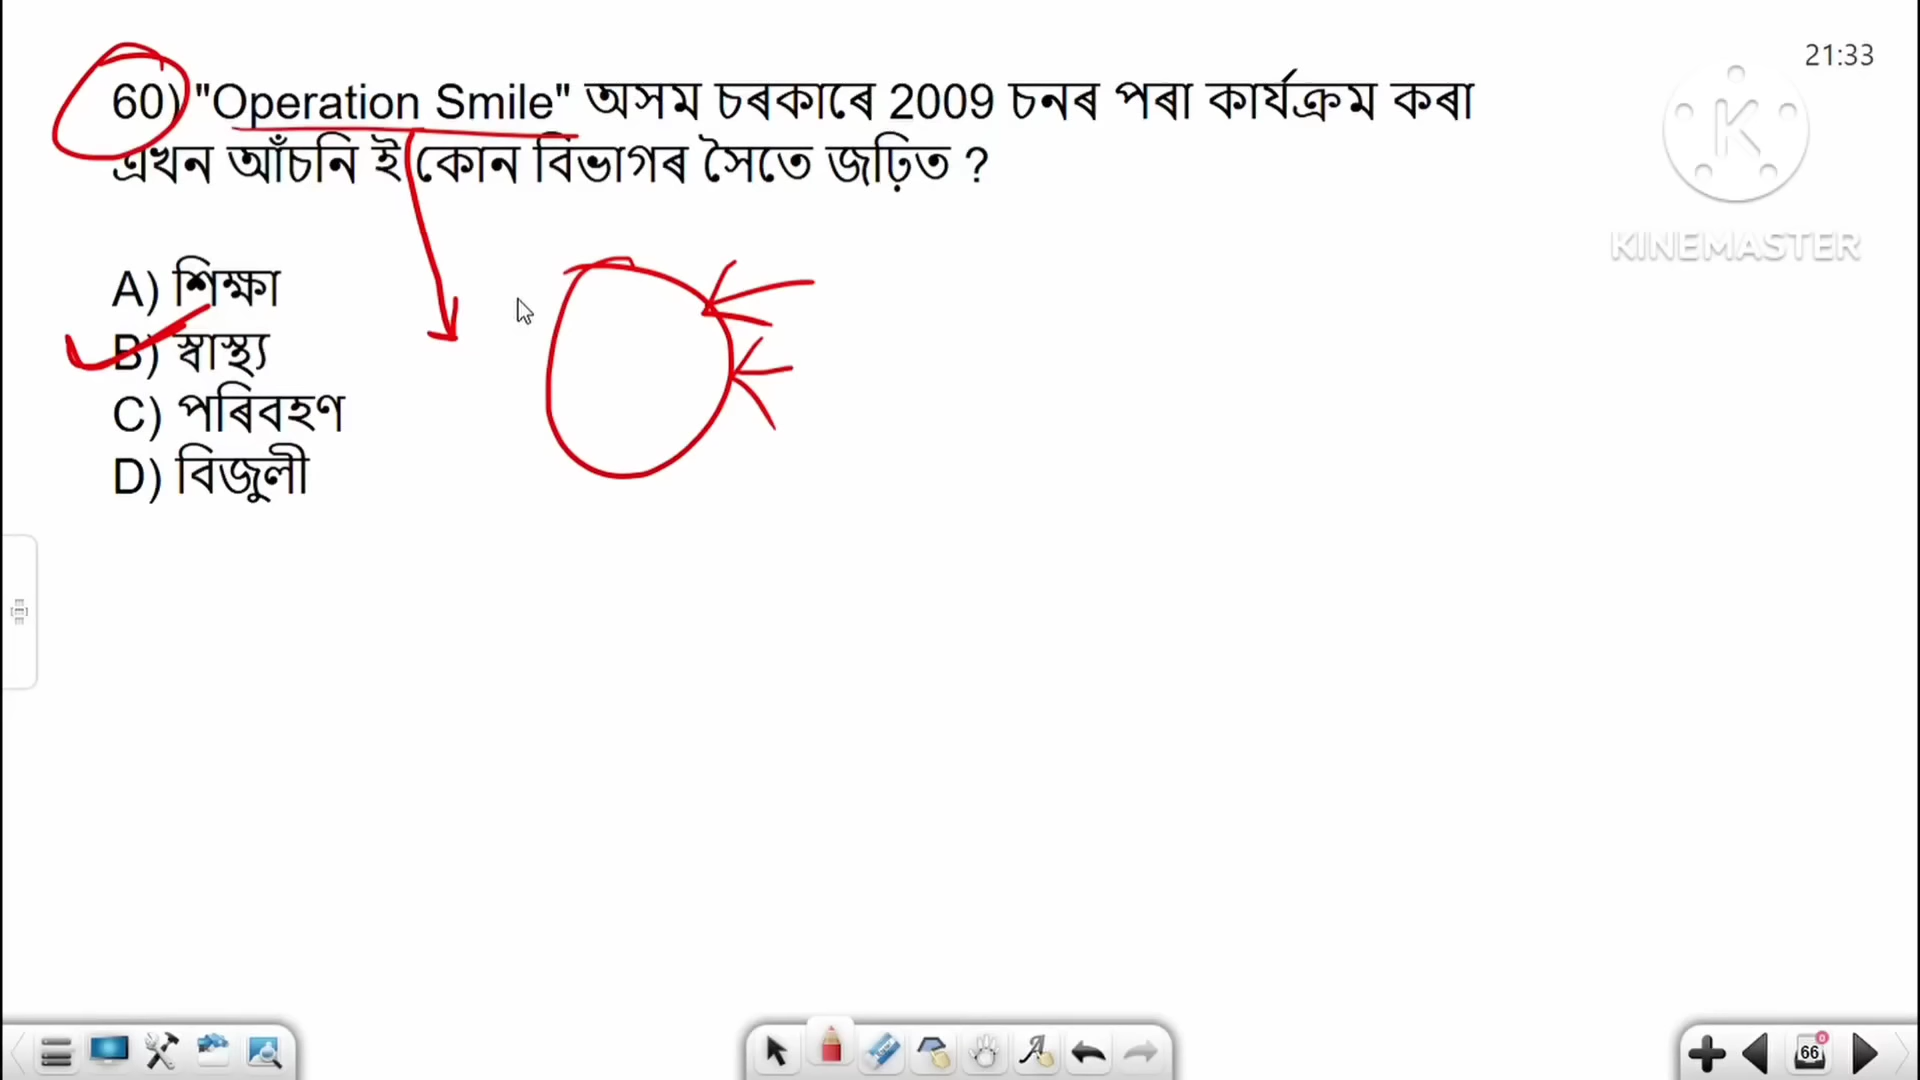 21:33
60) "Operation Smile" অসম চৰকাৰে 2009 চনৰ পৰা কাৰ্যক্ৰম কৰা
এখন আঁচনি ই কোন বিভাগৰ সৈতে জঢ়িত ?
KINEMASTER
A) শিক্ষা
B) স্বাস্থ্য
C) পৰিবহণ
D) বিজুলী
66